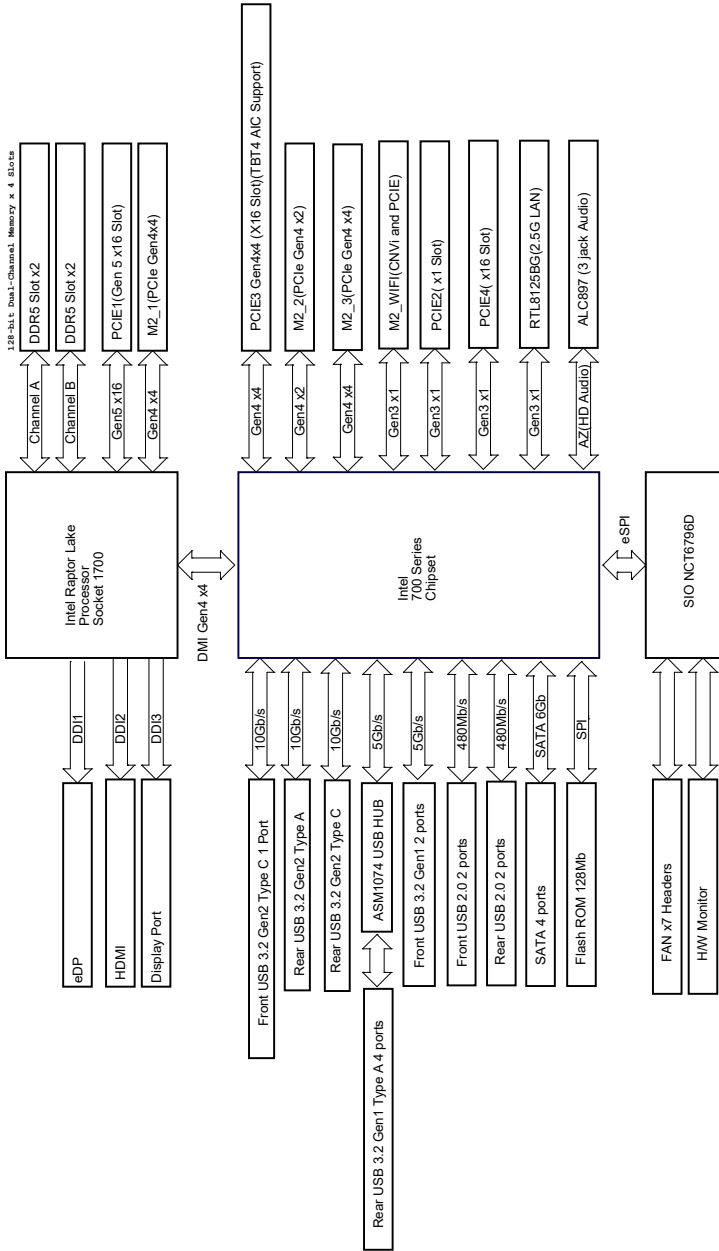 128-bit Dual-Channel Memory x 4 Slots
Intel Raptor Lake
Processor
Socket 1700
Channel A
DDR5 Slot x2
Channel B
DDR5 Slot x2
Gen5 x16
PCIE1(Gen 5 x16 Slot)
Gen4 x4
M2_1(PCIe Gen4x4)
DDI1
eDP
DDI2
HDMI
DDI3
Display Port
DMI Gen4 x4
Intel
700 Series
Chipset
Gen4 x4
PCIE3 Gen4x4 (X16 Slot)(TBT4 AIC Support)
Gen4 x2
M2_2(PCIe Gen4 x2)
Gen4 x4
M2_3(PCIe Gen4 x4)
Gen3 x1
M2_WIFI(CNVi and PCIE)
Gen3 x1
PCIE2( x1 Slot)
Gen3 x1
PCIE4( x16 Slot)
Gen3 x1
RTL8125BG(2.5G LAN)
AZ(HD Audio)
ALC897 (3 jack Audio)
10Gb/s
Front USB 3.2 Gen2 Type C 1 Port
10Gb/s
Rear USB 3.2 Gen2 Type A
10Gb/s
Rear USB 3.2 Gen2 Type C
5Gb/s
ASM1074 USB HUB
Rear USB 3.2 Gen1 Type A 4 ports
5Gb/s
Front USB 3.2 Gen1 2 ports
480Mb/s
Front USB 2.0 2 ports
480Mb/s
Rear USB 2.0 2 ports
SATA 6Gb
SATA 4 ports
SPI
Flash ROM 128Mb
eSPI
SIO NCT6796D
FAN x7 Headers
H/W Monitor